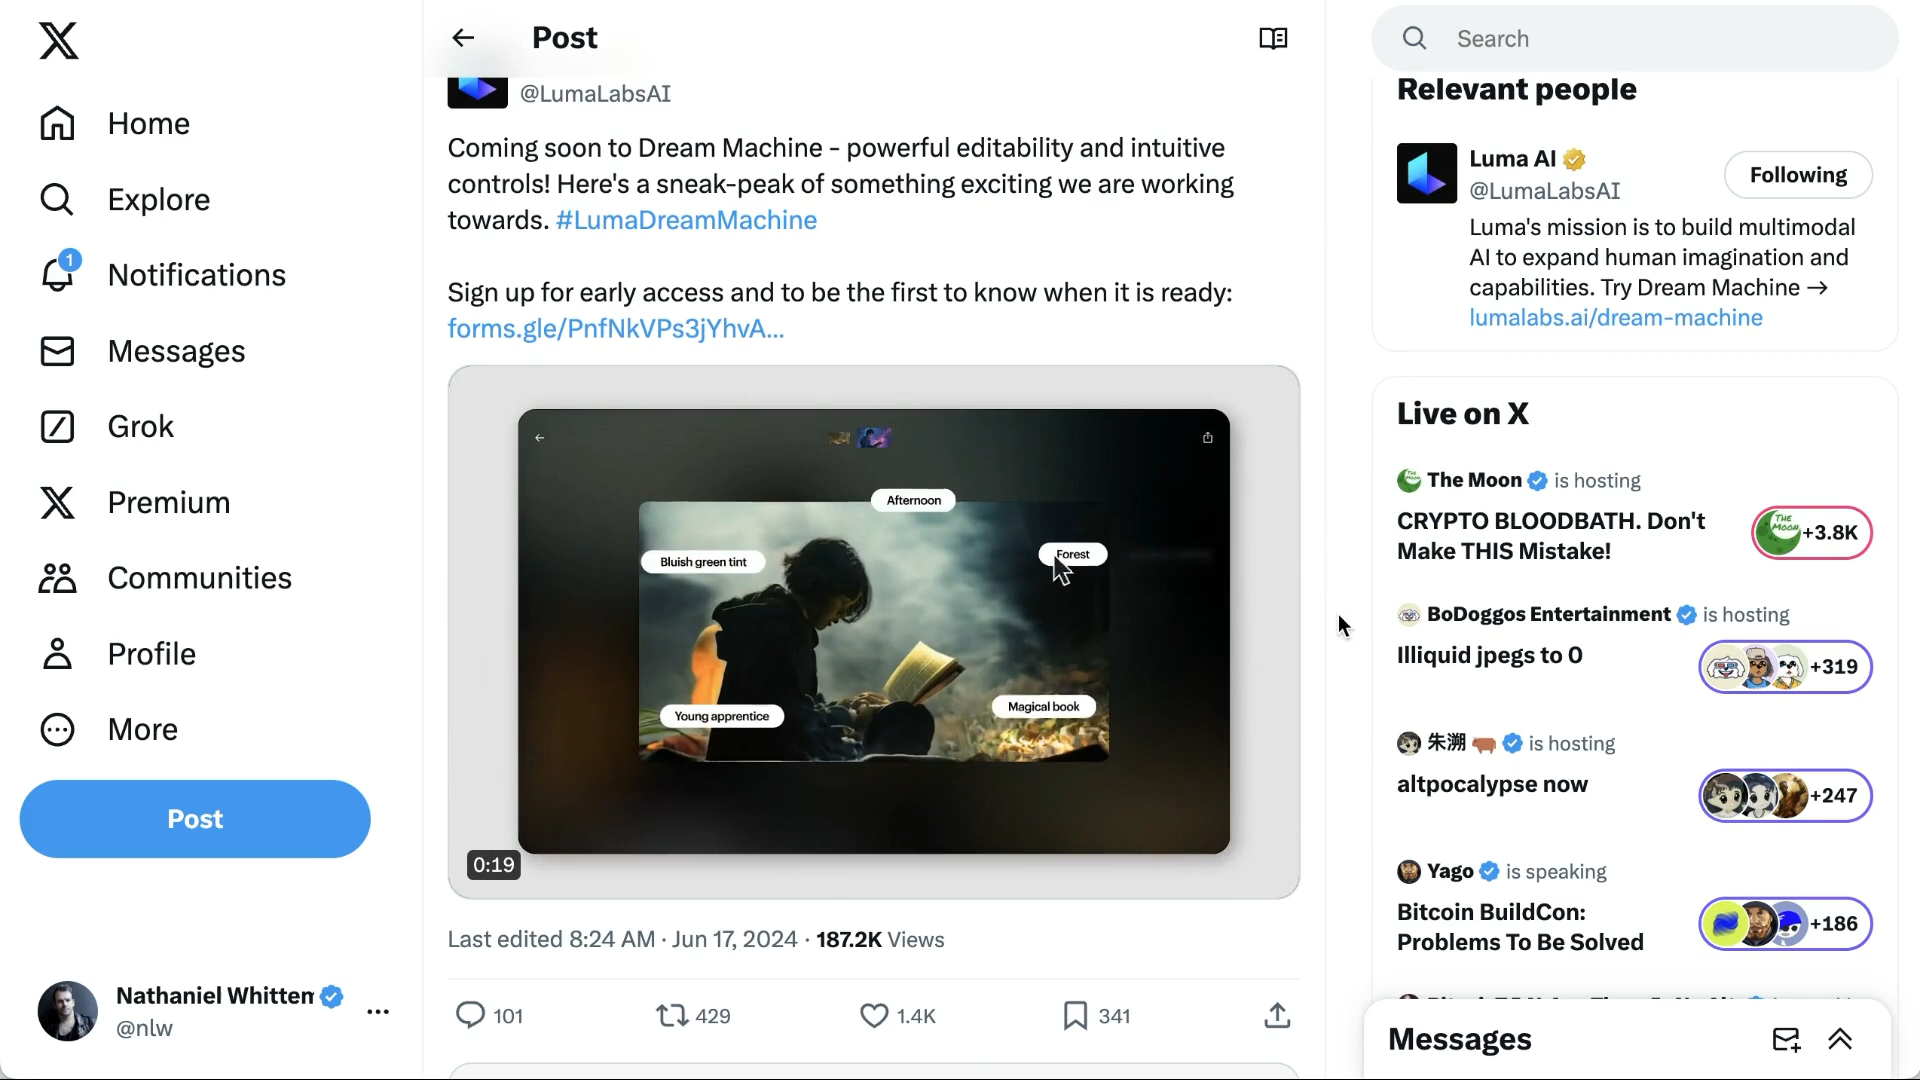 Home
Explore
1
Notifications
Messages
Grok
Premium
Communities
Profile
More
Post
Nathaniel Whittem
@nlw
Post
@LumaLabsAI
Coming soon to Dream Machine - powerful editability and intuitive
controls! Here's a sneak-peak of something exciting we are working
towards. #LumaDreamMachine
Sign up for early access and to be the first to know when it is ready:
forms.gle/PnfNkVPs3jYhvA…
Afternoon
Forest
Bluish green tint
Magical book
Young apprentice
0:19
Last edited 8:24 AM · Jun 17, 2024 · 187.2K Views
101
429
1.4K
341
Search
Relevant people
Luma AI
@LumaLabsAI
Following
Luma's mission is to build multimodal
AI to expand human imagination and
capabilities. Try Dream Machine →
lumalabs.ai/dream-machine
Live on X
The Moon is hosting
CRYPTO BLOODBATH. Don't
Make THIS Mistake!
THE
MOON
+3.8K
BoDoggos Entertainment is hosting
Illiquid jpegs to 0
+319
朱溯 is hosting
altpocalypse now
+247
Yago is speaking
Bitcoin BuildCon:
Problems To Be Solved
+186
Messages